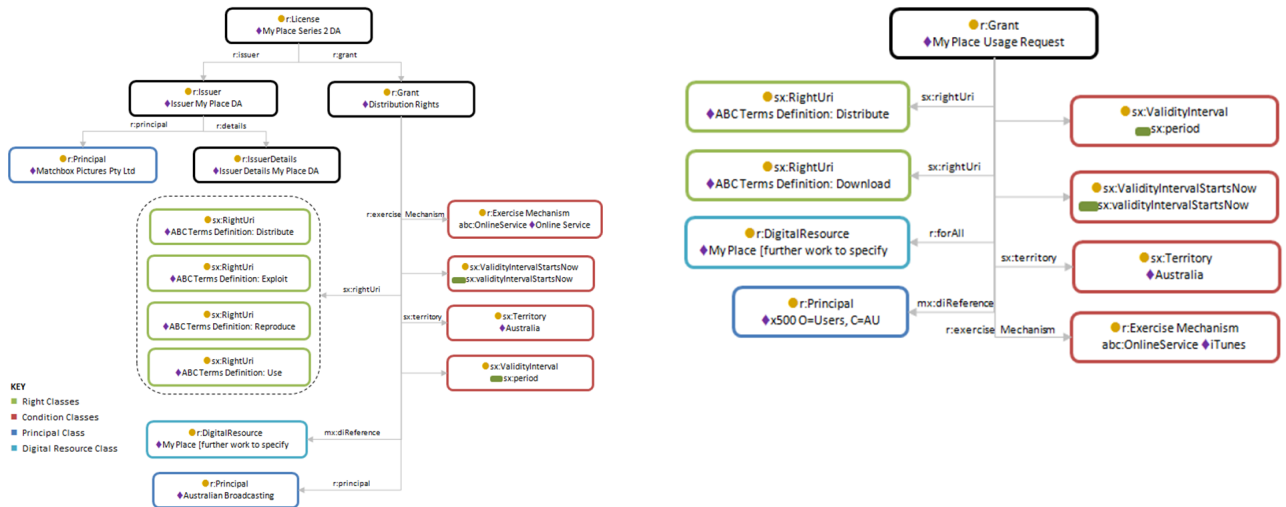 r:License
My Place Series 2 DA
r:issuer
r:grant
r:Issuer
Issuer My Place DA
r:Grant
Distribution Rights
r:principal
r:details
r:Principal
Matchbox Pictures Pty Ltd
r:IssuerDetails
Issuer Details My Place DA
sx:RightUri
ABC Terms Definition: Distribute
sx:RightUri
ABC Terms Definition: Exploit
sx:RightUri
ABC Terms Definition: Reproduce
sx:RightUri
ABC Terms Definition: Use
sx:rightUri
r:exercise Mechanism
r:Exercise Mechanism
abc:OnlineService Online Service
sx:ValidityIntervalStartsNow
sx:validityIntervalStartsNow
sx:territory
sx:Territory
Australia
sx:ValidityInterval
sx:period
KEY
Right Classes
Condition Classes
Principal Class
Digital Resource Class
r:DigitalResource
My Place [further work to specify
mx:diReference
r:Principal
Australian Broadcasting
r:principal
r:Grant
My Place Usage Request
sx:RightUri
ABC Terms Definition: Distribute
sx:rightUri
sx:ValidityInterval
sx:period
sx:RightUri
ABC Terms Definition: Download
sx:rightUri
sx:ValidityIntervalStartsNow
sx:validityIntervalStartsNow
r:DigitalResource
My Place [further work to specify
r:forAll
sx:territory
sx:Territory
Australia
r:Principal
x500 O=Users, C=AU
mx:diReference
r:exercise Mechanism
r:Exercise Mechanism
abc:OnlineService iTunes